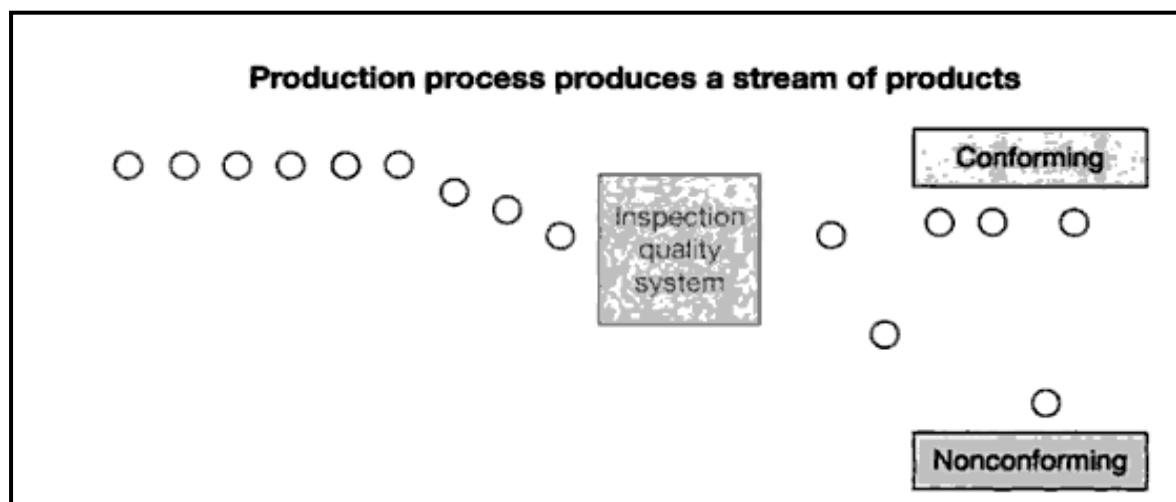 Production process produces a stream of products
Conforming
Inspection
quality
system
Nonconforming